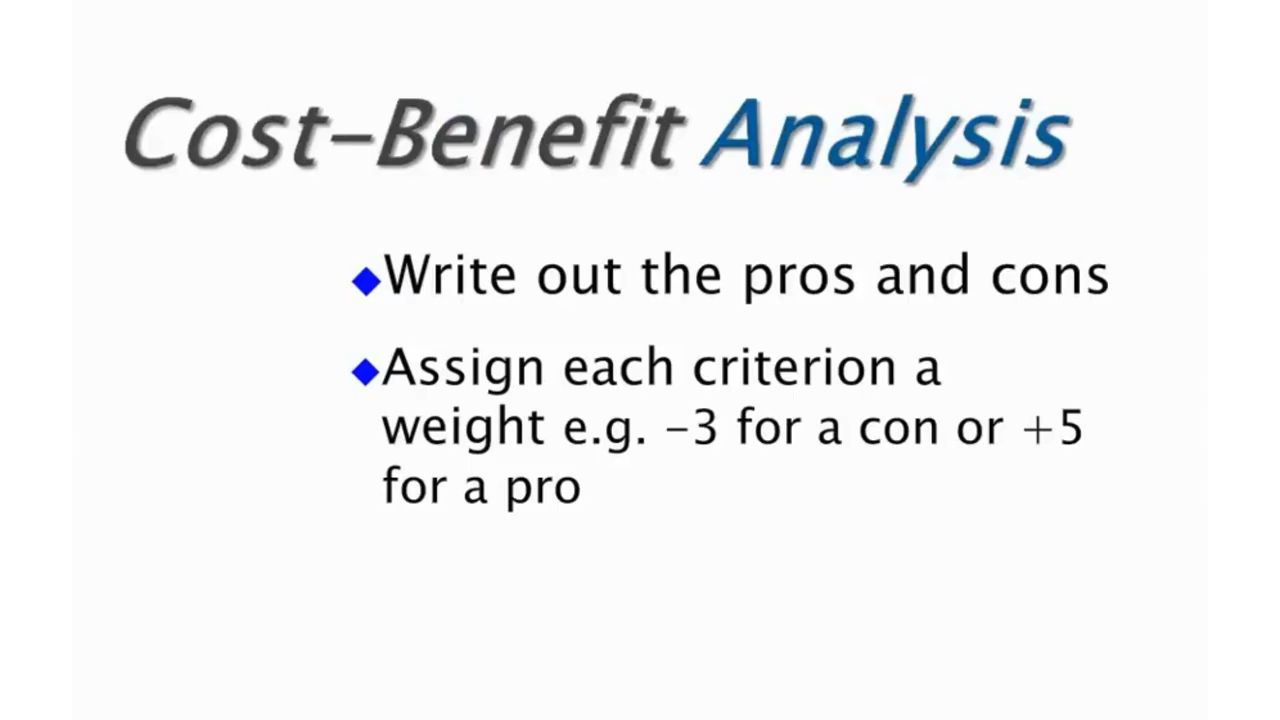 Cost-Benefit Analysis
Write out the pros and cons
Assign each criterion a
weight e.g. -3 for a con or +5
for a pro